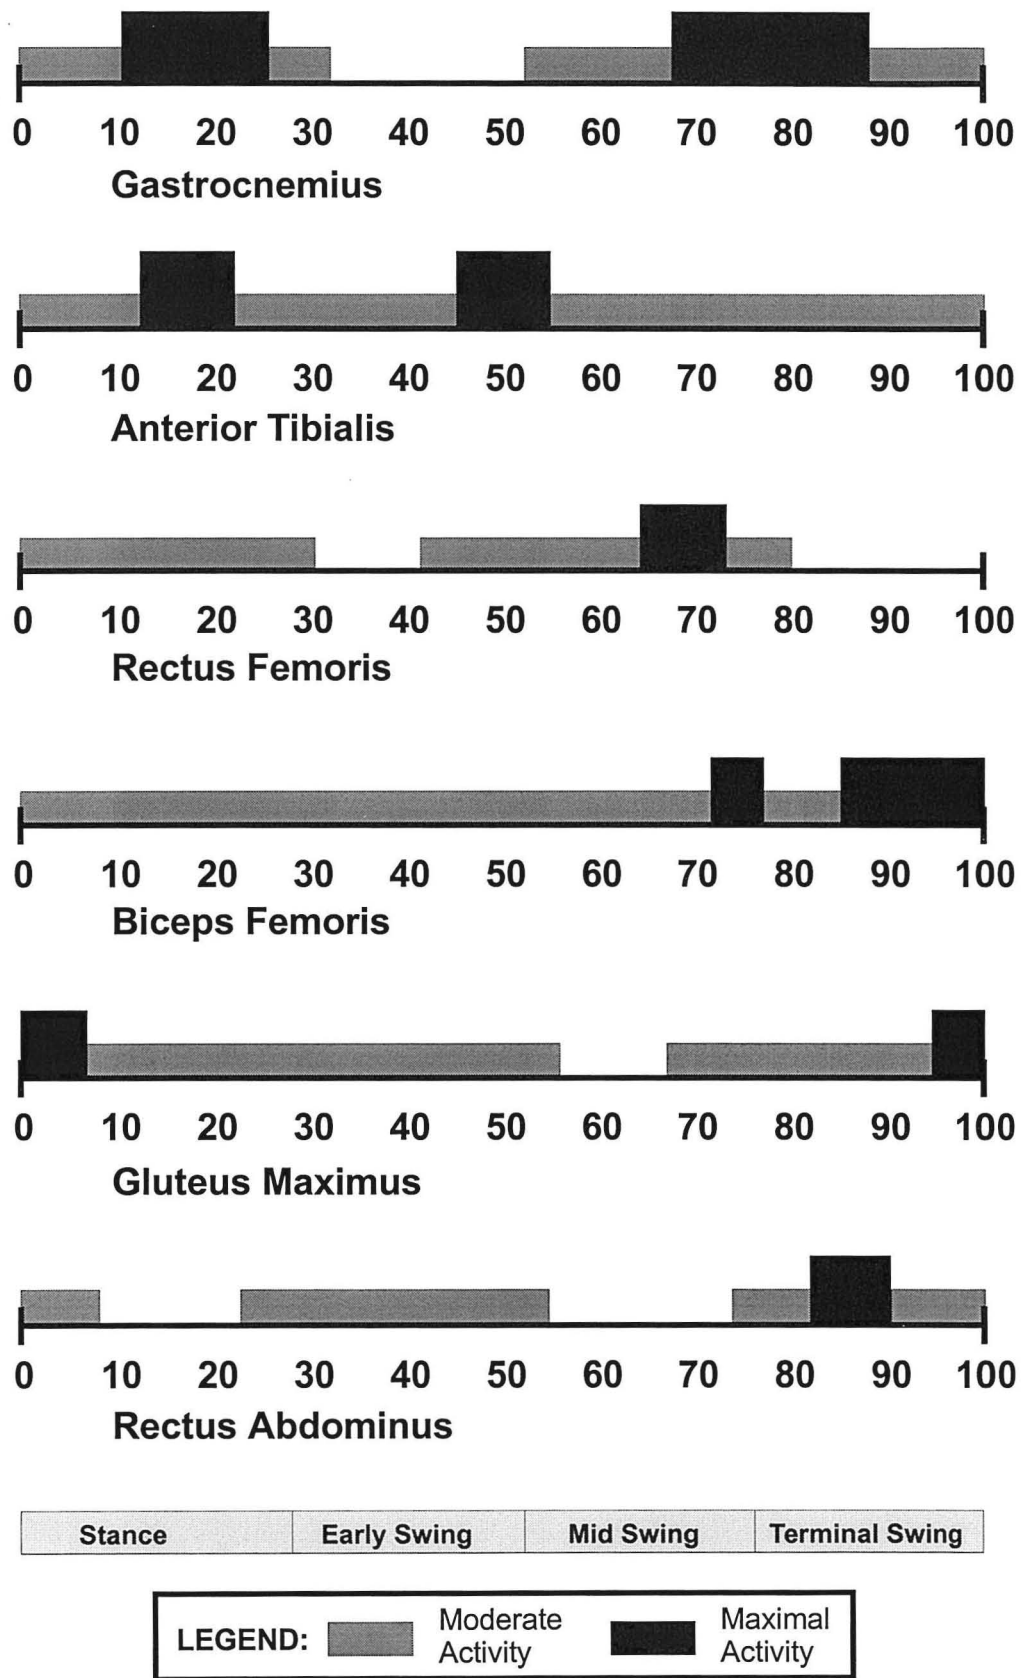 0 10 20 30 40 50 60 70 80 90 100
Gastrocnemius
0 10 20 30 40 50 60 70 80 90 100
Anterior Tibialis
0 10 20 30 40 50 60 70 80 90 100
Rectus Femoris
0 10 20 30 40 50 60 70 80 90 100
Biceps Femoris
0 10 20 30 40 50 60 70 80 90 100
Gluteus Maximus
0 10 20 30 40 50 60 70 80 90 100
Rectus Abdominus
Stance Early Swing Mid Swing Terminal Swing
LEGEND: Moderate Activity Maximal Activity